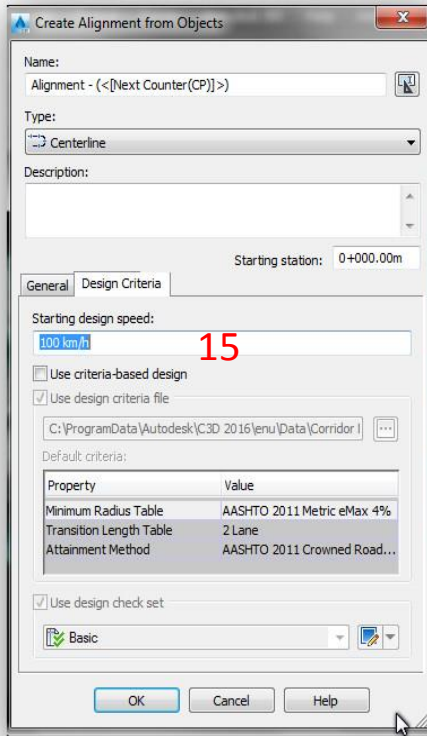 Create Alignment from Objects
Name:
Alignment - (<[Next Counter(CP)]>)
Type:
Centerline
Description:
Starting station: 0+000.00m
General Design Criteria
Starting design speed:
100 km/h 15
Use criteria-based design
Use design criteria file
C:\ProgramData\Autodesk\C3D 2016\enu\Data\Corridor
...
Default criteria:
Property Value
Minimum Radius Table AASHTO 2011 Metric eMax 4%
Transition Length Table 2 Lane
Attainment Method AASHTO 2011 Crowned Road...
Use design check set
Basic
OK Cancel Help